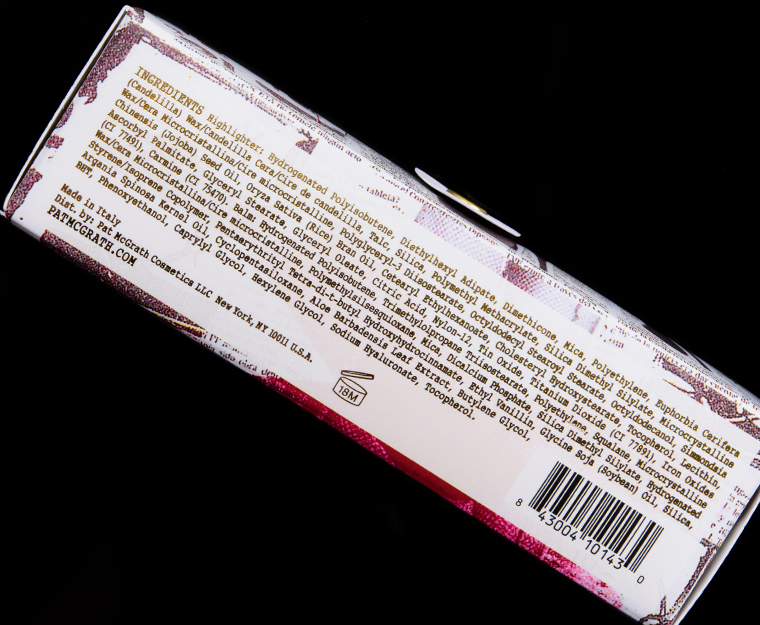 INGREDIENTS Highlighter: Hydrogenated Polyisobutene, Diethylhexyl Adipate, Dimethicone, Mica, Polyethylene, Euphorbia Cerifera
(Candelilla) Wax/Candelilla Cera/Cire de candelilla, Talc, Silica, Polymethyl Methacrylate, Silica Dimethyl Silylate, Microcrystalline
Wax/Cera Microcristallina/Cire microcristalline, Polyglyceryl-3 Diisostearate, Octyldodecyl Stearoyl Stearate, Octyldodecanol, Simmondsia
Chinensis (Jojoba) Seed Oil, Oryza Sativa (Rice) Bran Oil, Cetearyl Ethylhexanoate, Cholesteryl Hydroxystearate, Tocopherol, Lecithin,
Ascorbyl Palmitate, Glyceryl Stearate, Glyceryl Oleate, Citric Acid, Nylon-12, Tin Oxide, Titanium Dioxide (CI 77891), Iron Oxides
(CI 77491), Carmine (CI 75470). Balm: Hydrogenated Polyisobutene, Trimethylolpropane Triisostearate, Polyethylene, Squalane, Microcrystalline
Wax/Cera Microcristallina/Cire microcristalline, Polymethylsilsesquioxane, Mica, Dicalcium Phosphate, Silica Dimethyl Silylate, Hydrogenated
Styrene/Isoprene Copolymer, Pentaerythrityl Tetra-di-t-butyl Hydroxyhydrocinnamate, Ethyl Vanillin, Glycine Soja (Soybean) Oil, Silica,
Argania Spinosa Kernel Oil, Cyclopentasiloxane, Aloe Barbadensis Leaf Extract, Butylene Glycol,
BHT, Phenoxyethanol, Caprylyl Glycol, Hexylene Glycol, Sodium Hyaluronate, Tocopherol.
Made in Italy
Dist. by: Pat McGrath Cosmetics LLC New York, NY 10011 U.S.A.
PATMCGRATH.COM
18M
8 43004 10143 0